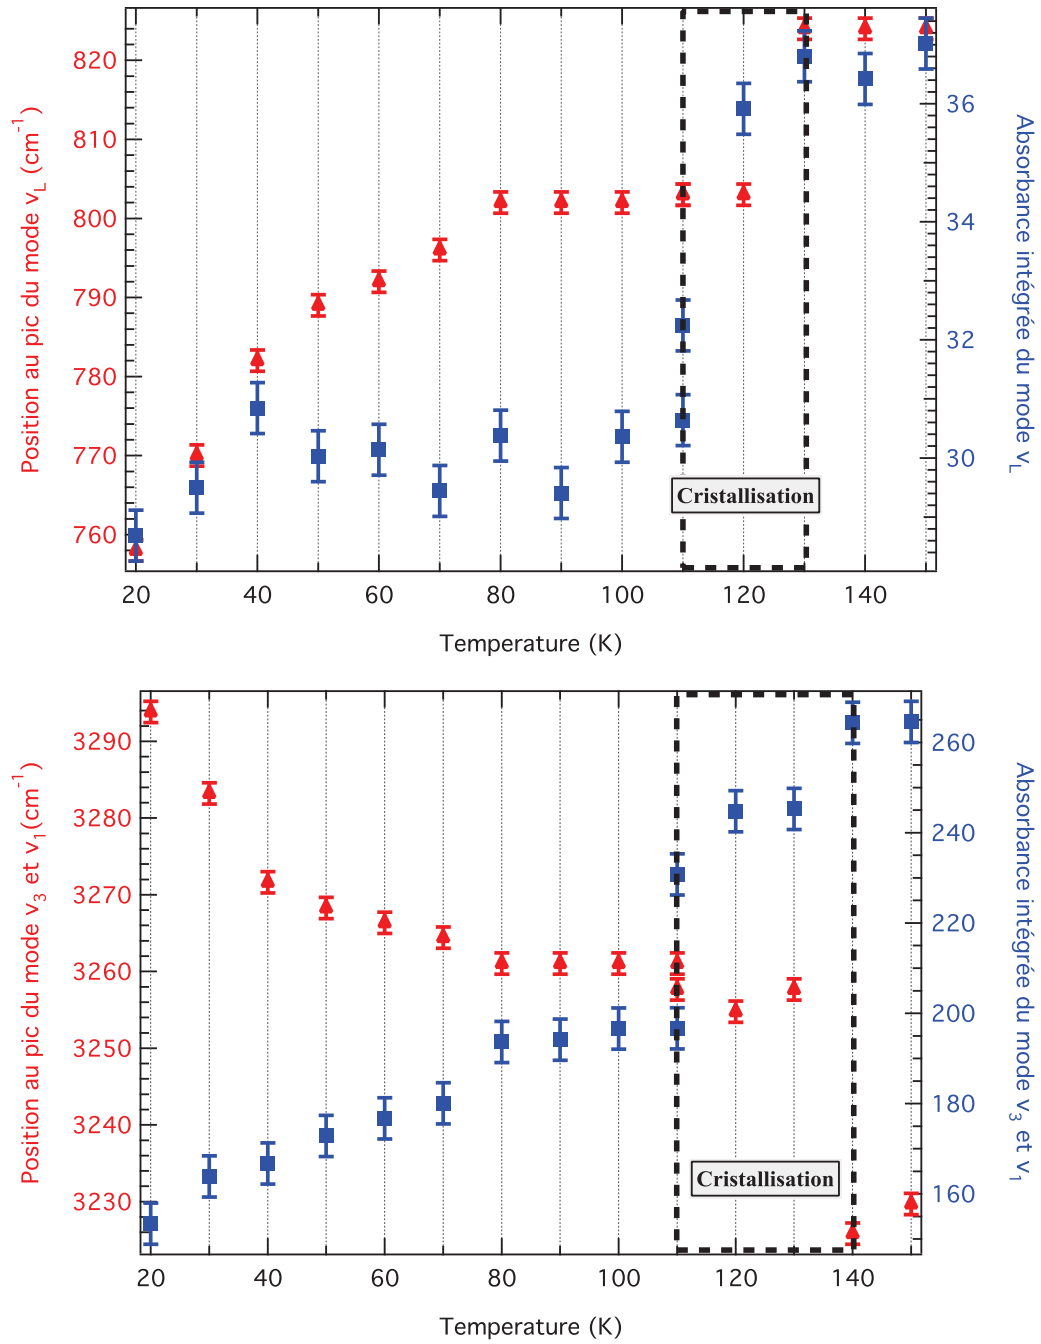 Position au pic du mode ν_L (cm⁻¹)
820
810
800
790
780
770
760
36
34
32
30
Absorbance intégrée du mode ν_L
Cristallisation
20 40 60 80 100 120 140
Temperature (K)
Position au pic du mode ν₃ et ν₁(cm⁻¹)
3290
3280
3270
3260
3250
3240
3230
260
240
220
200
180
160
Absorbance intégrée du mode ν₃ et ν₁
Cristallisation
20 40 60 80 100 120 140
Temperature (K)